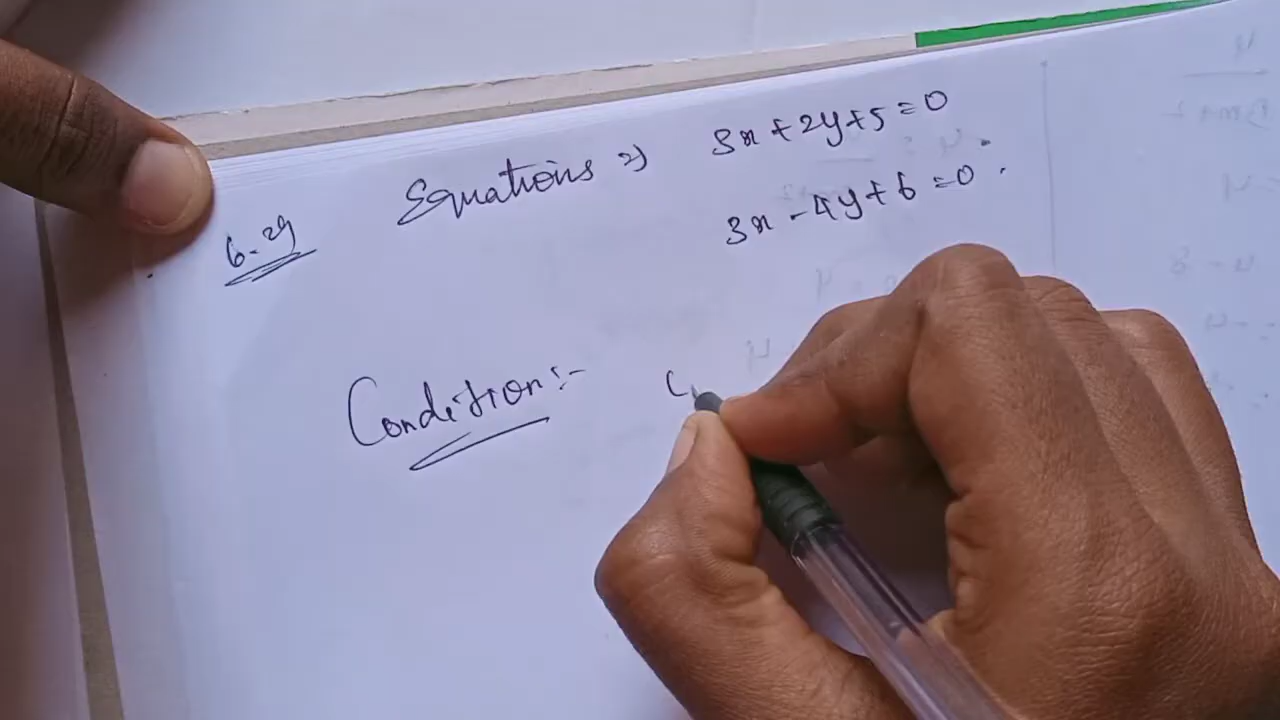 3x + 2y + 5 = 0
Equations ⇒
6.29
3x - 4y + 6 = 0
Condition :-
(